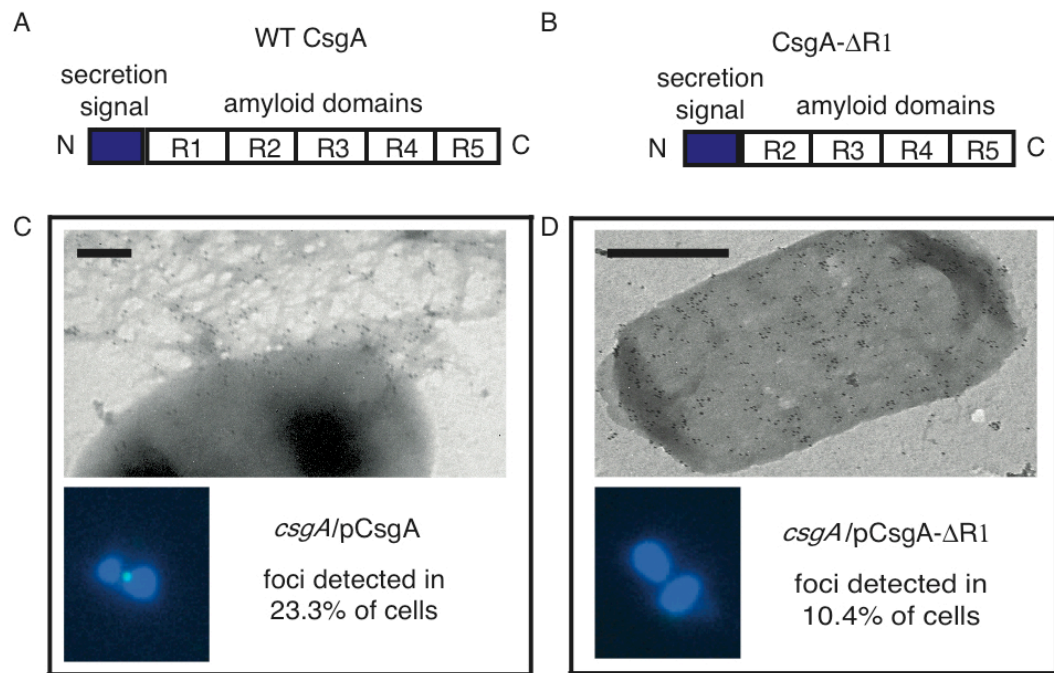 A
WT CsgA
secretion
signal
amyloid domains
N R1 R2 R3 R4 R5 C
B
CsgA-ΔR1
secretion
signal
amyloid domains
N R2 R3 R4 R5 C
C
csgA/pCsgA
foci detected in
23.3% of cells
D
csgA/pCsgA-ΔR1
foci detected in
10.4% of cells